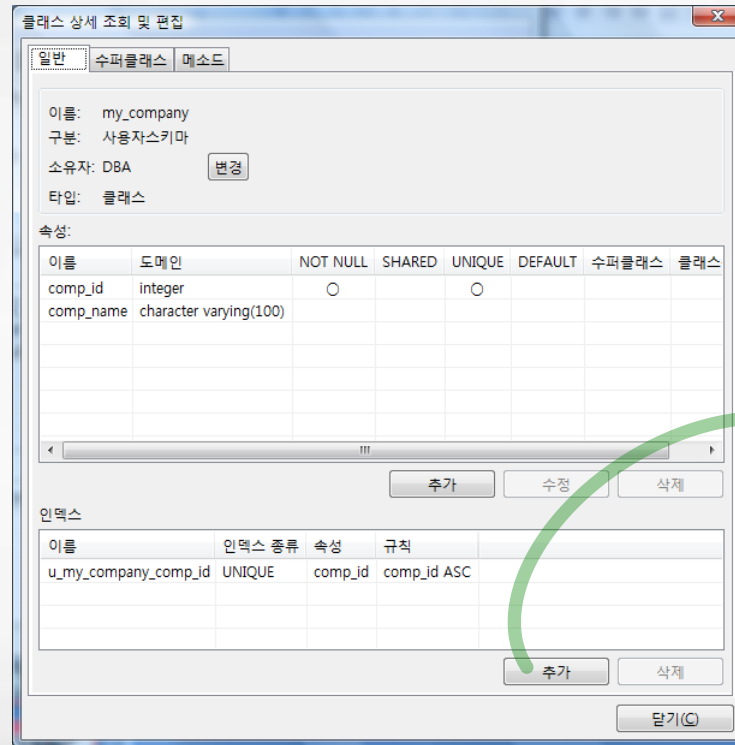 클래스 상세 조회 및 편집
일반 수퍼클래스 메소드
이름: my_company
구분: 사용자스키마
소유자: DBA 변경
타입: 클래스
속성:
이름 도메인 NOT NULL SHARED UNIQUE DEFAULT 수퍼클래스 클래스
comp_id integer ○ ○
comp_name character varying(100)
추가 수정 삭제
인덱스
이름 인덱스 종류 속성 규칙
u_my_company_comp_id UNIQUE comp_id comp_id ASC
추가 삭제
닫기(C)